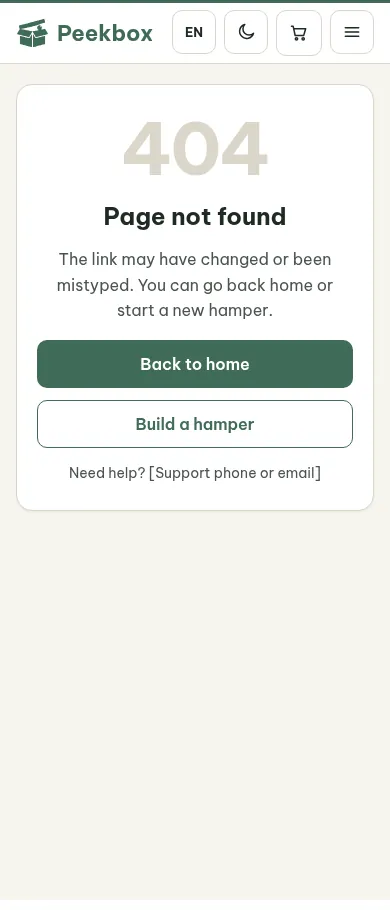 Peekbox
EN
404
Page not found
The link may have changed or been
mistyped. You can go back home or
start a new hamper.
Back to home
Build a hamper
Need help? [Support phone or email]